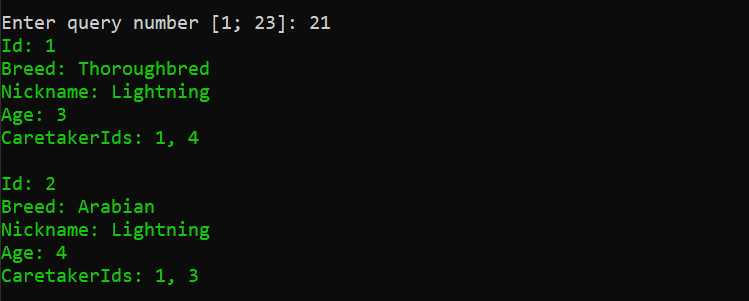 Enter query number [1; 23]: 21
Id: 1
Breed: Thoroughbred
Nickname: Lightning
Age: 3
CaretakerIds: 1, 4
Id: 2
Breed: Arabian
Nickname: Lightning
Age: 4
CaretakerIds: 1, 3